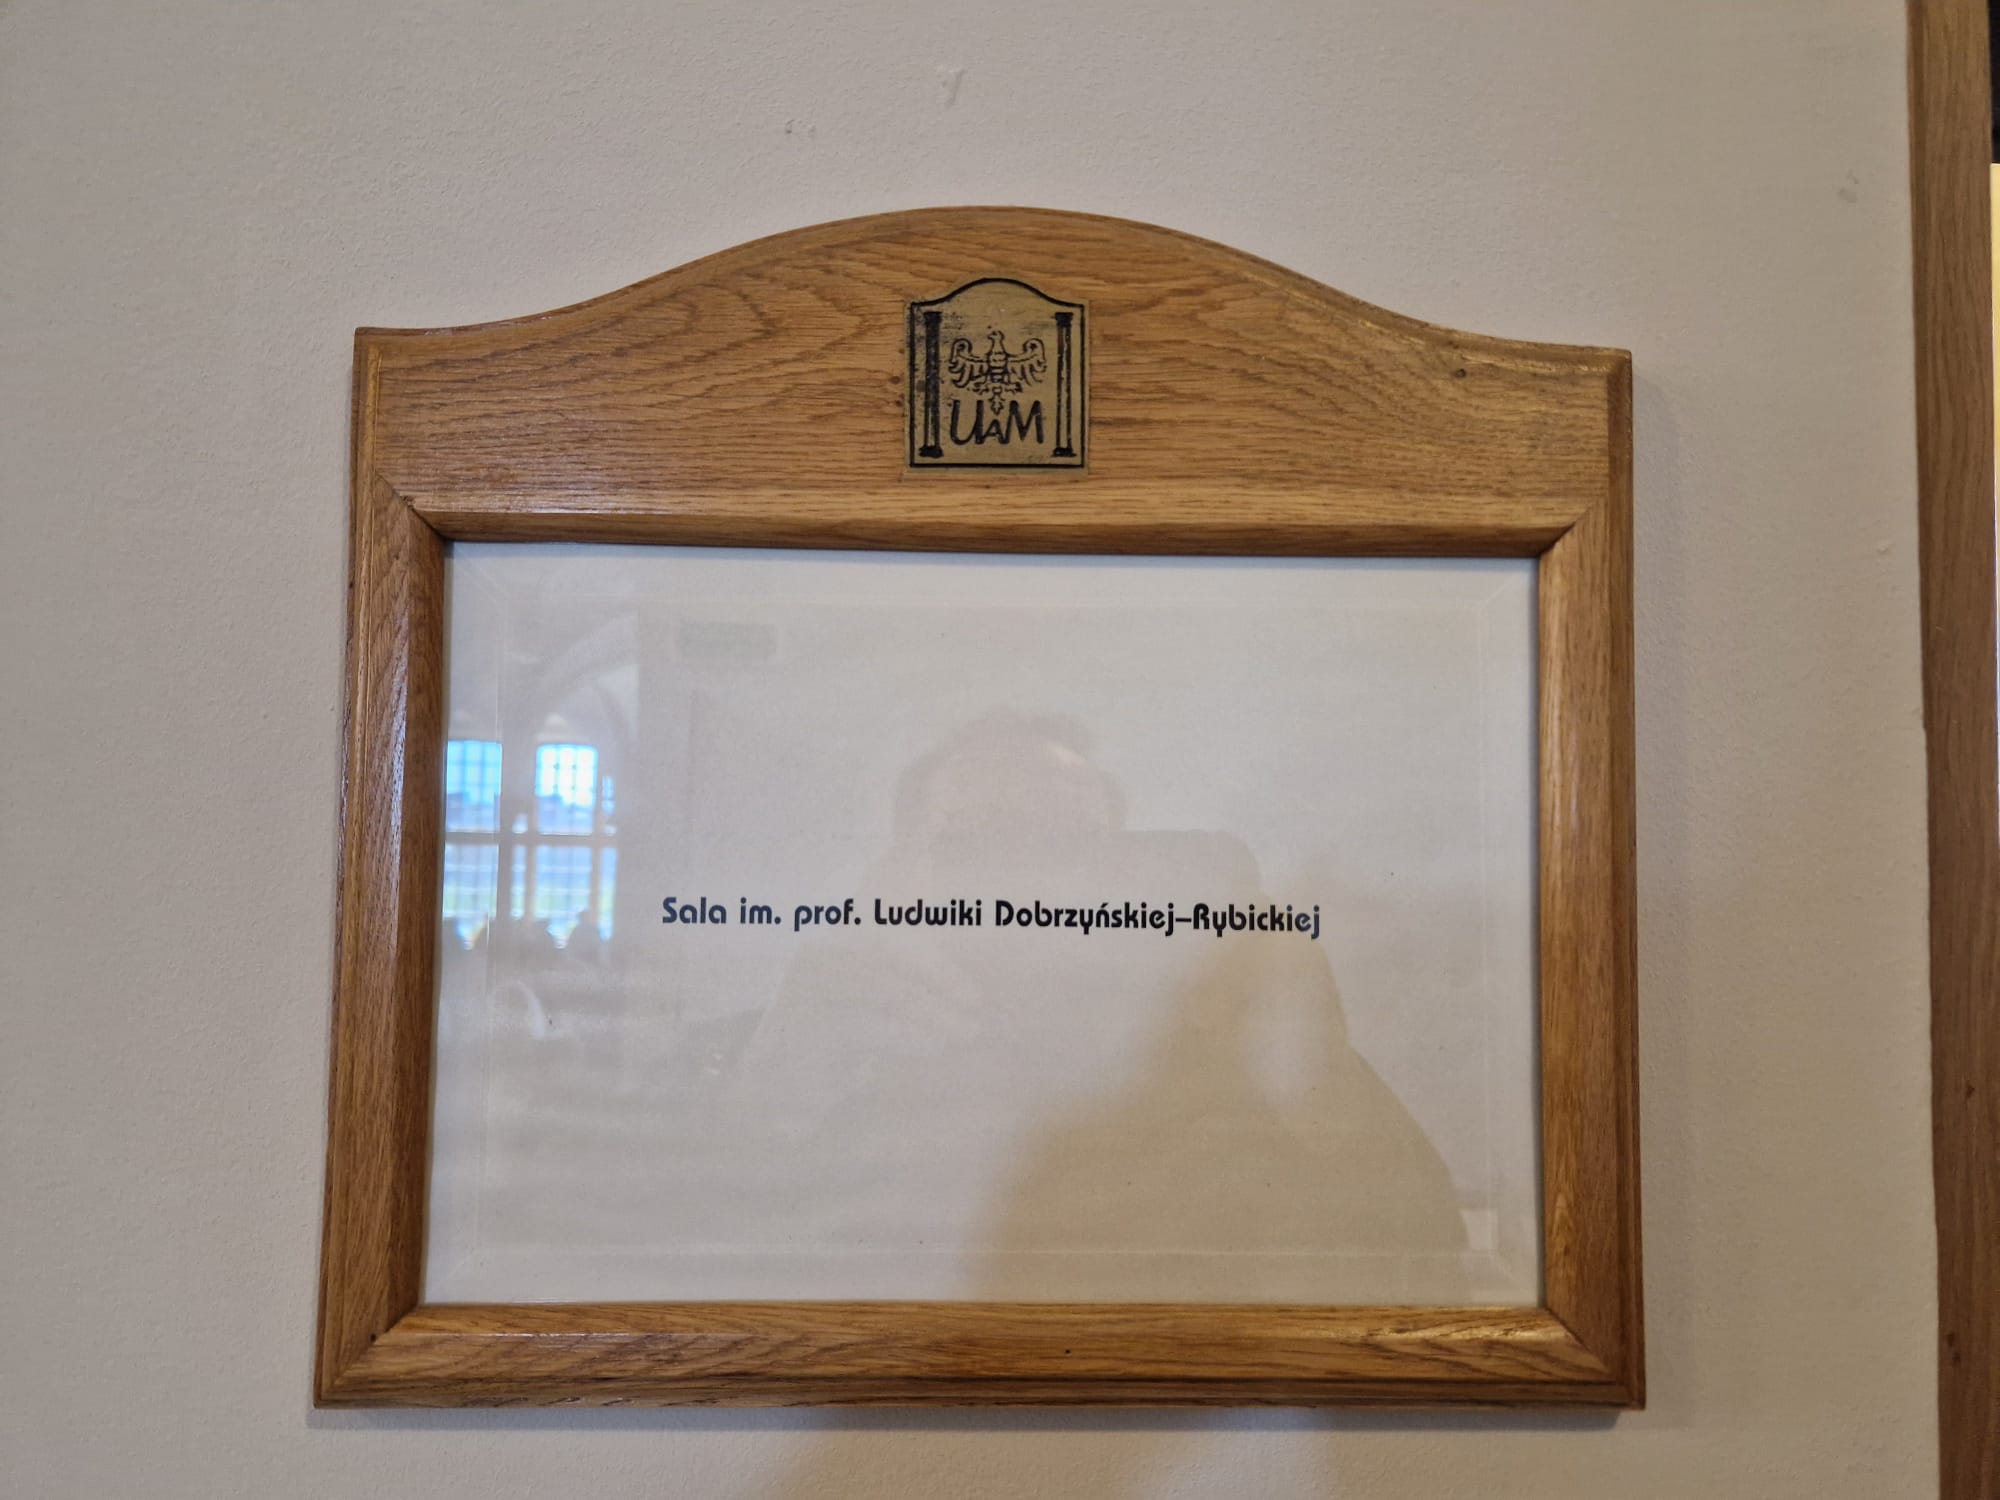 UAM
Sala im. prof. Ludwiki Dobrzyńskiej–Rybickiej